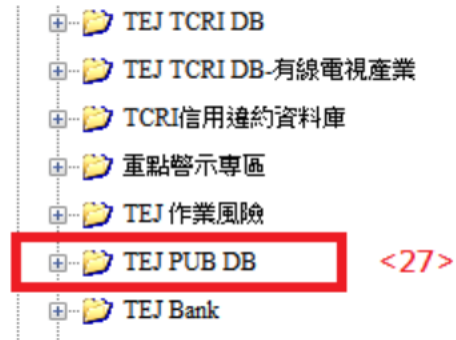 TEJ TCRI DB
TEJ TCRI DB-有線電視產業
TCRI信用違約資料庫
重點警示專區
TEJ 作業風險
TEJ PUB DB <27>
TEJ Bank